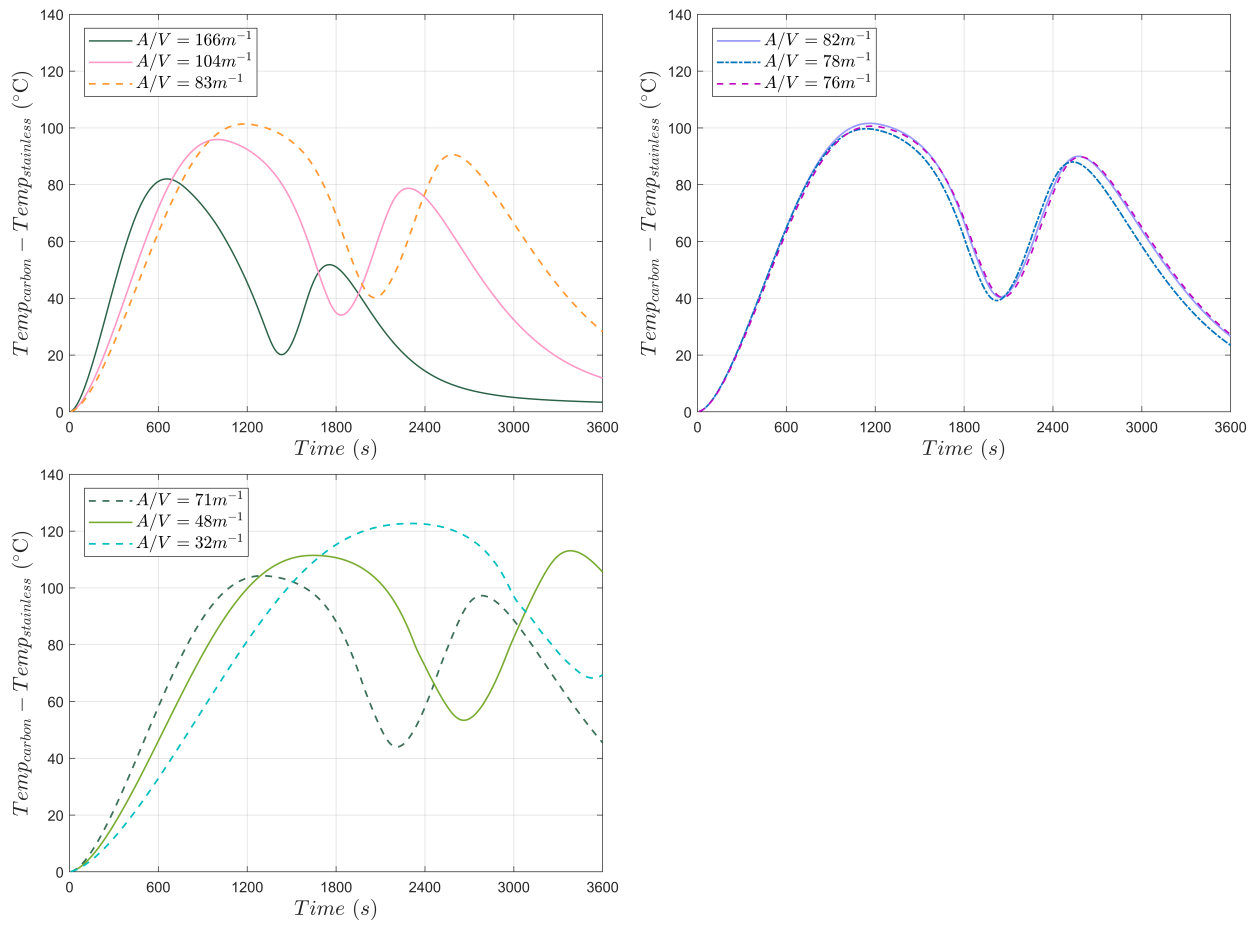 140
120
100
80
60
40
20
0
0 600 1200 1800 2400 3000 3600
Temp_carbon − Temp_stainless (°C)
Time (s)
A/V = 166m⁻¹
A/V = 104m⁻¹
A/V = 83m⁻¹
140
120
100
80
60
40
20
0
0 600 1200 1800 2400 3000 3600
Temp_carbon − Temp_stainless (°C)
Time (s)
A/V = 82m⁻¹
A/V = 78m⁻¹
A/V = 76m⁻¹
140
120
100
80
60
40
20
0
0 600 1200 1800 2400 3000 3600
Temp_carbon − Temp_stainless (°C)
Time (s)
A/V = 71m⁻¹
A/V = 48m⁻¹
A/V = 32m⁻¹